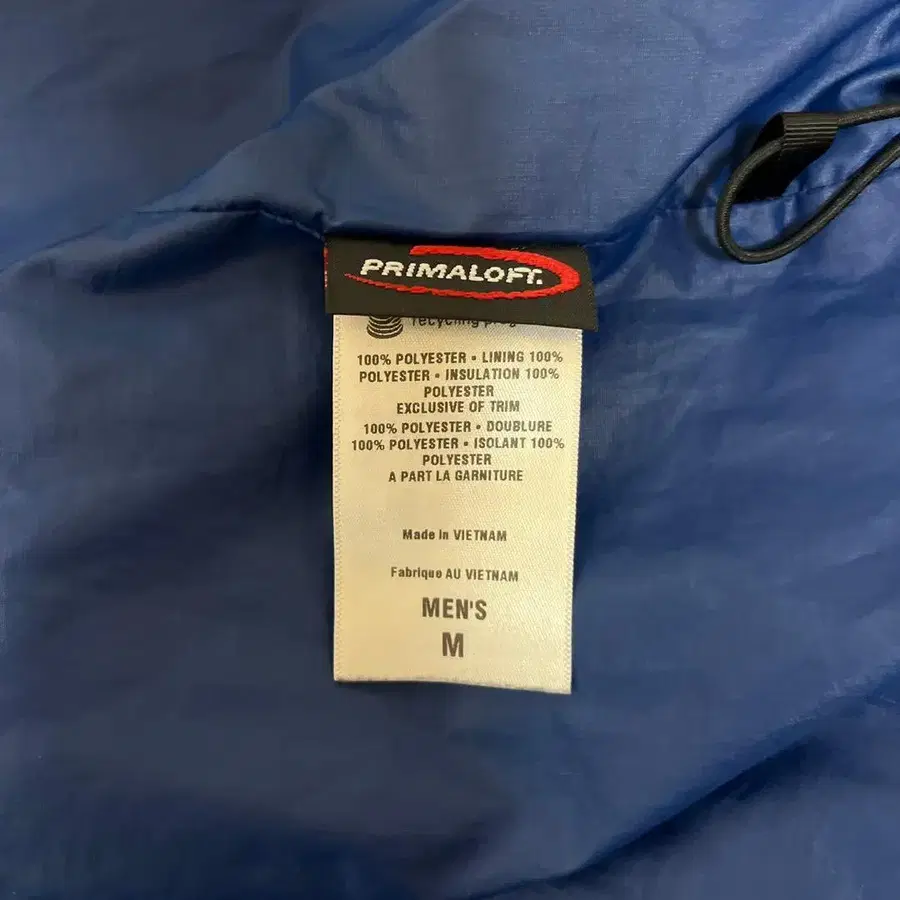 PRIMALOFT.
recycling
100% POLYESTER • LINING 100%
POLYESTER • INSULATION 100%
POLYESTER
EXCLUSIVE OF TRIM
100% POLYESTER • DOUBLURE
100% POLYESTER • ISOLANT 100%
POLYESTER
A PART LA GARNITURE
Made in VIETNAM
Fabrique AU VIETNAM
MEN'S
M